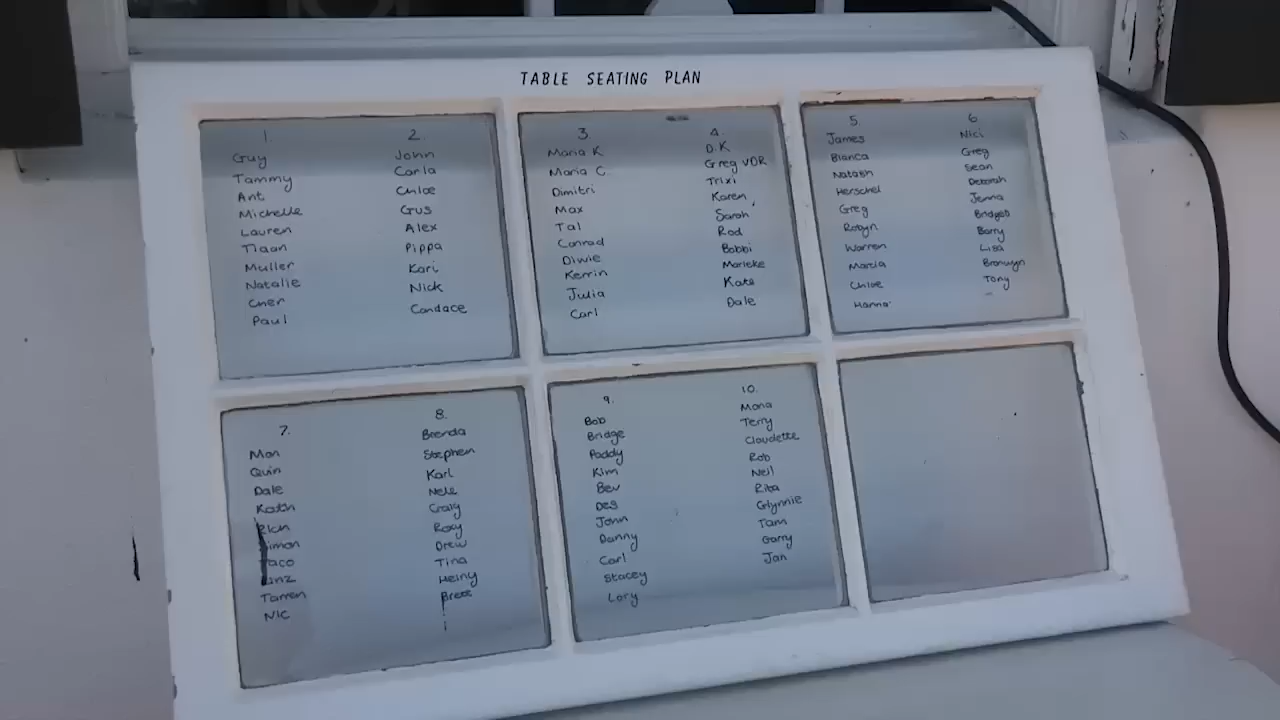 TABLE SEATING PLAN
1.
Guy
Tammy
Ant
Michelle
Lauren
Tiaan
Muller
Natalie
Cher
Paul
2.
John
Carla
Chloe
Gus
Alex
Pippa
Kari
Nick
Candace
3.
Maria K
Maria C.
Dimitri
Max
Tal
Conrad
Diwie
Kerrin
Julia
Carl
4.
D.K
Greg VDR
Trixi
Karen
Sarah
Rod
Bobbi
Marieke
Kate
Dale
5.
James
Bianca
Natash
Herschel
Greg
Robyn
Warren
Marcia
Chloe
Hanna
6.
Nici
Greg
Sean
Deborah
Jenna
Bridget
Barry
Lisa
Bronwyn
Tony
7.
Mon
Quin
Dale
Kath
Tarren
Nic
8.
Brenda
Stephen
Karl
Nele
Craig
Roxy
Drew
Tina
Heiny
Brett
9.
Bob
Bridge
Paddy
Kim
Bev
Des
John
Danny
Carl
Stacey
Lory
10.
Mona
Terry
Claudette
Rob
Neil
Rita
Glynnie
Tam
Garry
Jan